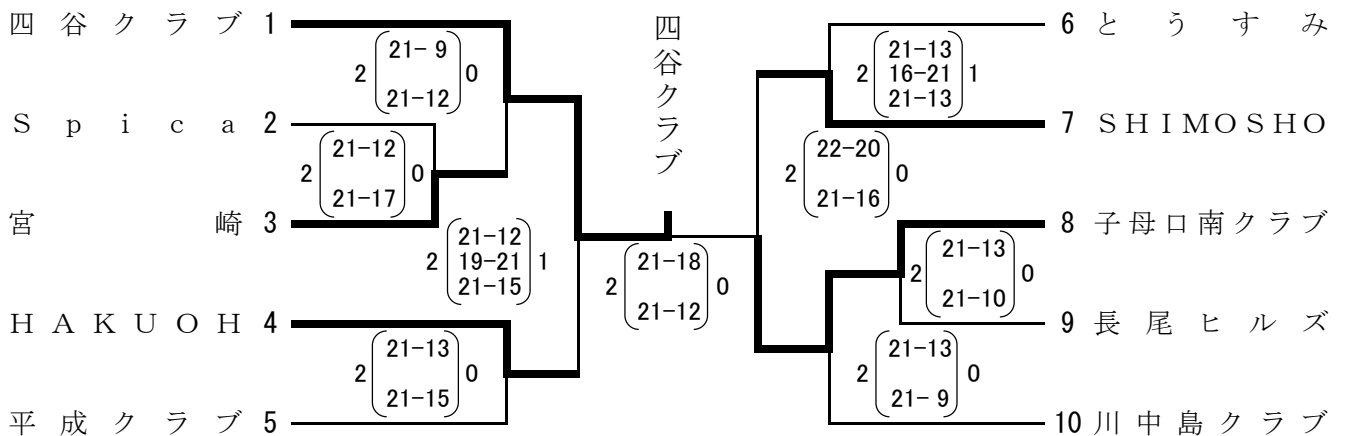 四谷クラブ 1
2 21-9 21-12 0
Spica 2
2 21-12 21-17 0
宮崎 3
2 21-12 19-21 21-15 1
HAKUOH 4
2 21-13 21-15 0
平成クラブ 5
四谷クラブ
2 21-18 21-12 0
6 とうすみ
2 21-13 16-21 21-13 1
7 SHIMOSHO
2 22-20 21-16 0
8 子母口南クラブ
2 21-13 21-10 0
9 長尾ヒルズ
2 21-13 21-9 0
10 川中島クラブ